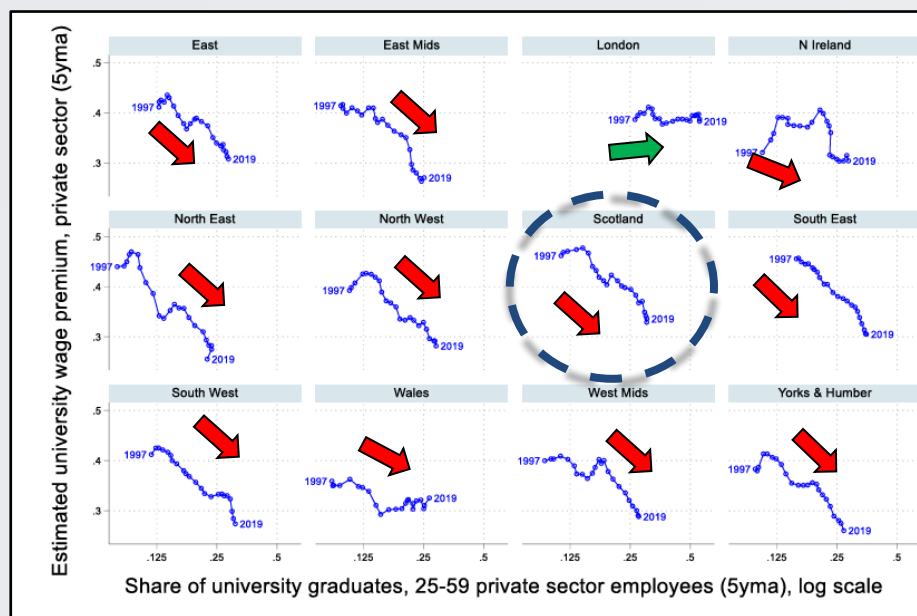 Estimated university wage premium, private sector (5yma)
East
East Mids
London
N Ireland
.5
.4
.3
1997
2019
1997
2019
1997
2019
1997
2019
North East
North West
Scotland
South East
.5
.4
.3
1997
2019
1997
2019
1997
2019
1997
2019
South West
Wales
West Mids
Yorks & Humber
.5
.4
.3
1997
2019
1997
2019
1997
2019
1997
2019
.125 .25 .5
.125 .25 .5
.125 .25 .5
.125 .25 .5
Share of university graduates, 25-59 private sector employees (5yma), log scale